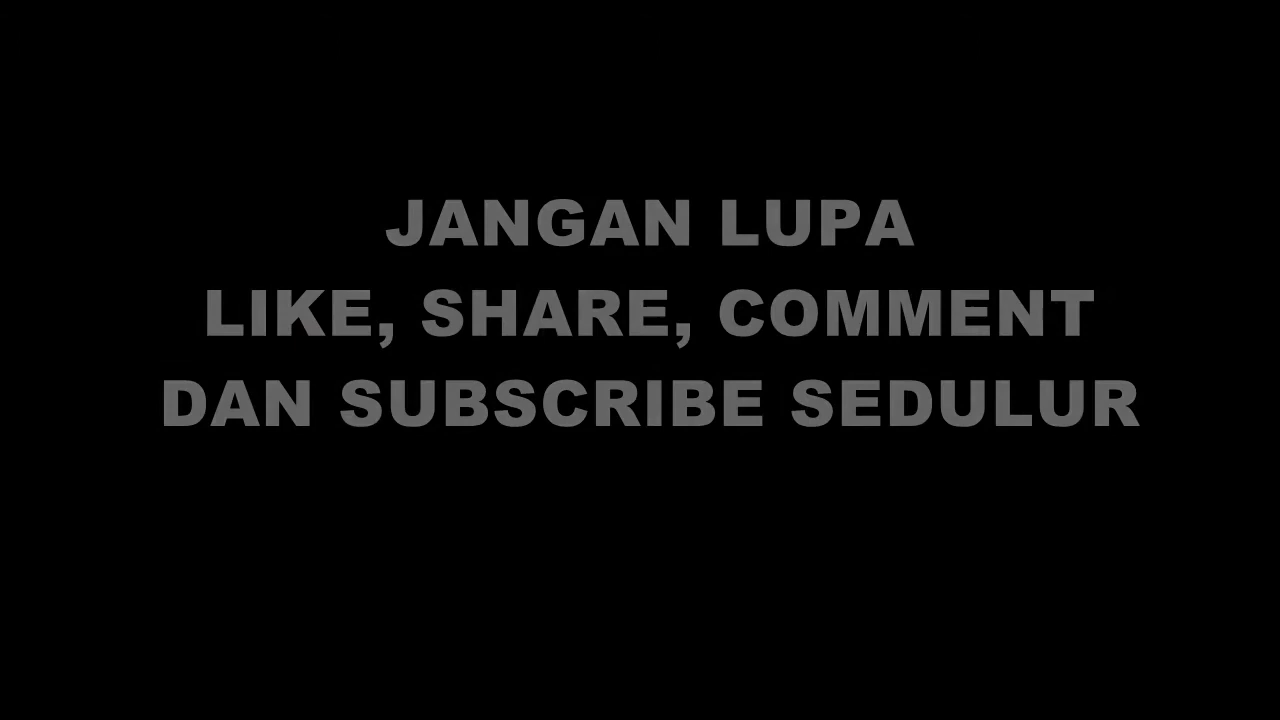 JANGAN LUPA
LIKE, SHARE, COMMENT
DAN SUBSCRIBE SEDULUR